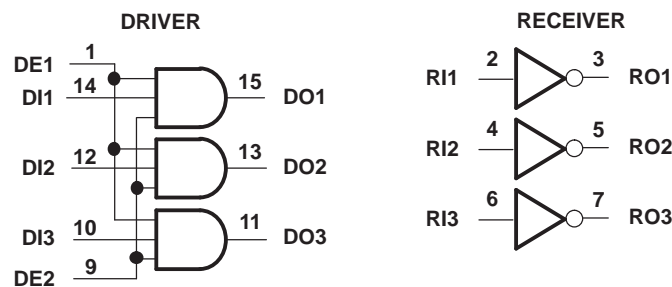 DRIVER
DE1 1
DI1 14 15 DO1
DI2 12 13 DO2
DI3 10 11 DO3
DE2 9
RECEIVER
RI1 2 3 RO1
RI2 4 5 RO2
RI3 6 7 RO3